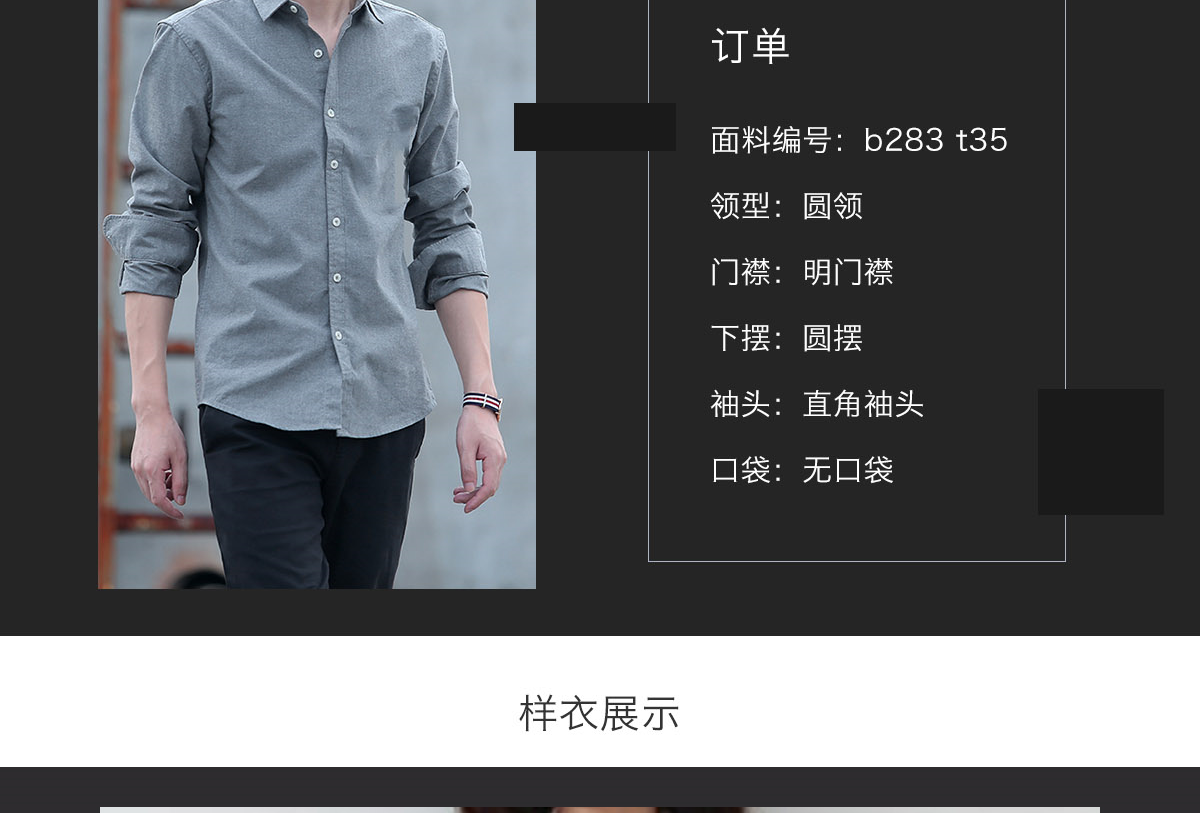 订单
面料编号：b283 t35
领型：圆领
门襟：明门襟
下摆：圆摆
袖头：直角袖头
口袋：无口袋
样衣展示